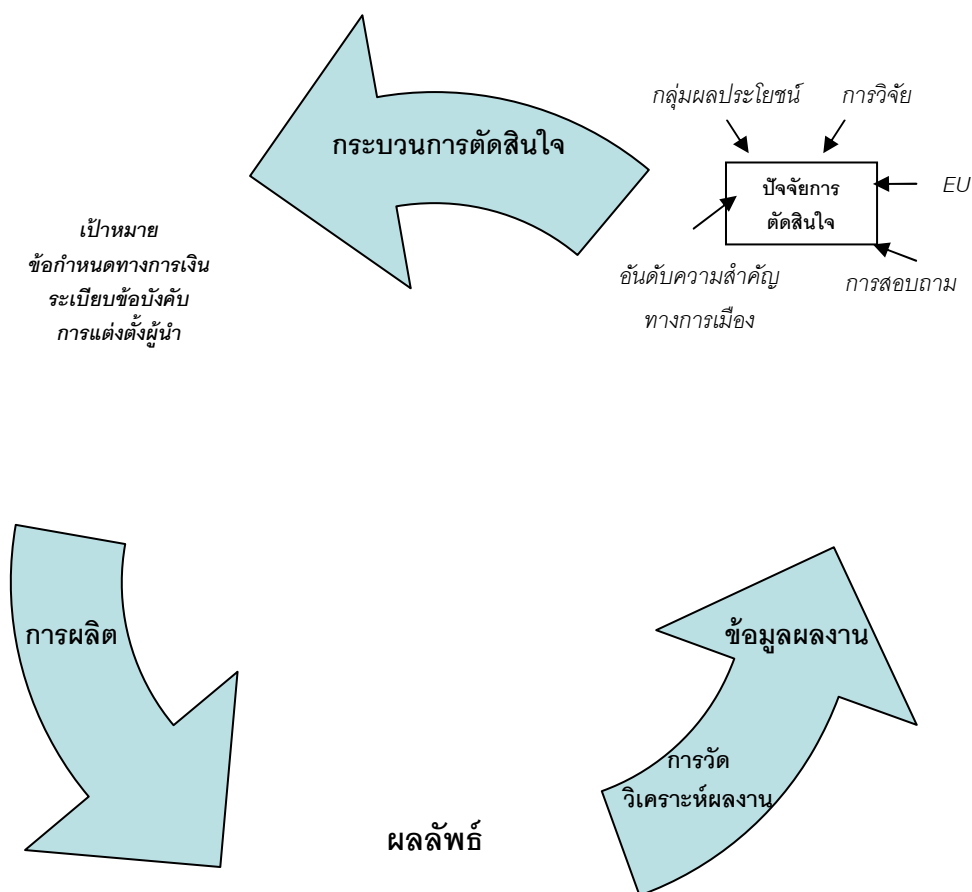 กลุ่มผลประโยชน์
การวิจัย
กระบวนการตัดสินใจ
ปัจจัยการ
ตัดสินใจ
EU
เป้าหมาย
ข้อกำหนดทางการเงิน
ระเบียบข้อบังคับ
การแต่งตั้งผู้นำ
อันดับความสำคัญ
ทางการเมือง
การสอบถาม
การผลิต
ข้อมูลผลงาน
การวัด
วิเคราะห์ผลงาน
ผลลัพธ์